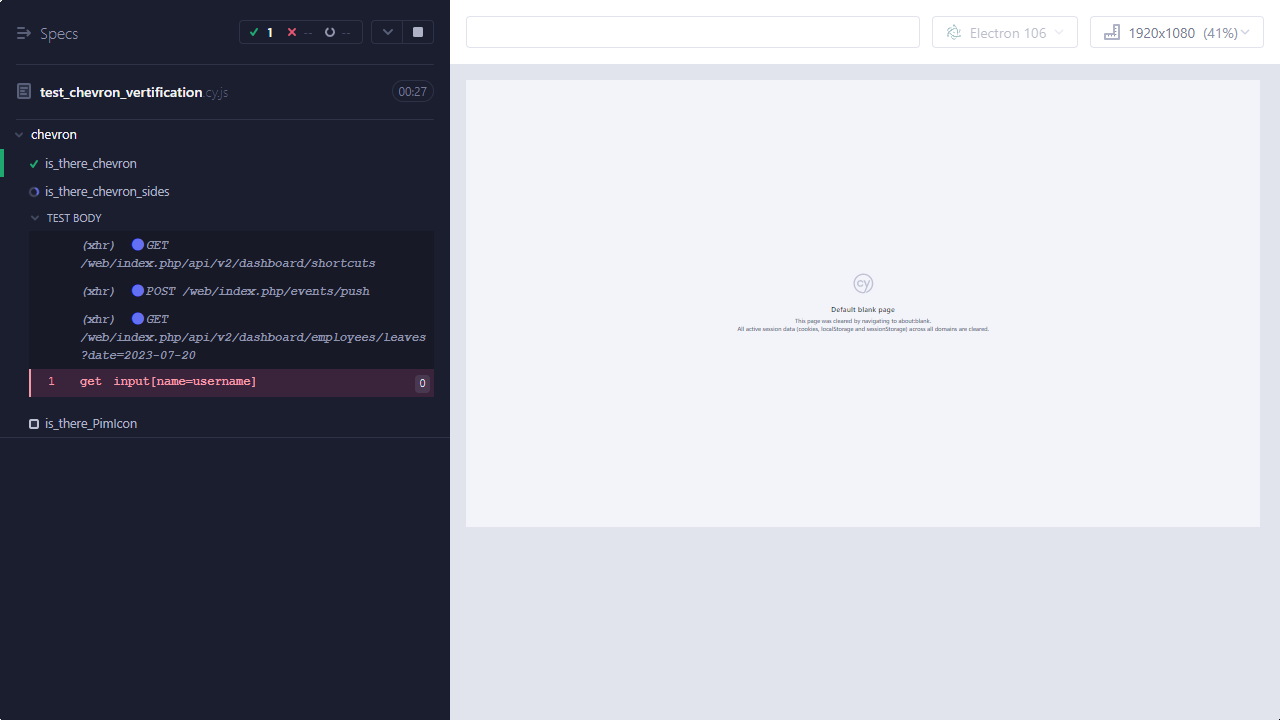 Specs
1
--
--
Electron 106
1920x1080 (41%)
test_chevron_vertification.cy.js
00:27
chevron
is_there_chevron
is_there_chevron_sides
TEST BODY
(xhr) GET
/web/index.php/api/v2/dashboard/shortcuts
(xhr) POST /web/index.php/events/push
(xhr) GET
/web/index.php/api/v2/dashboard/employees/leaves
?date=2023-07-20
1 get input[name=username] 0
is_there_PimIcon
cy
Default blank page
This page was cleared by navigating to about:blank.
All active session data (cookies, localStorage and sessionStorage) across all domains are cleared.